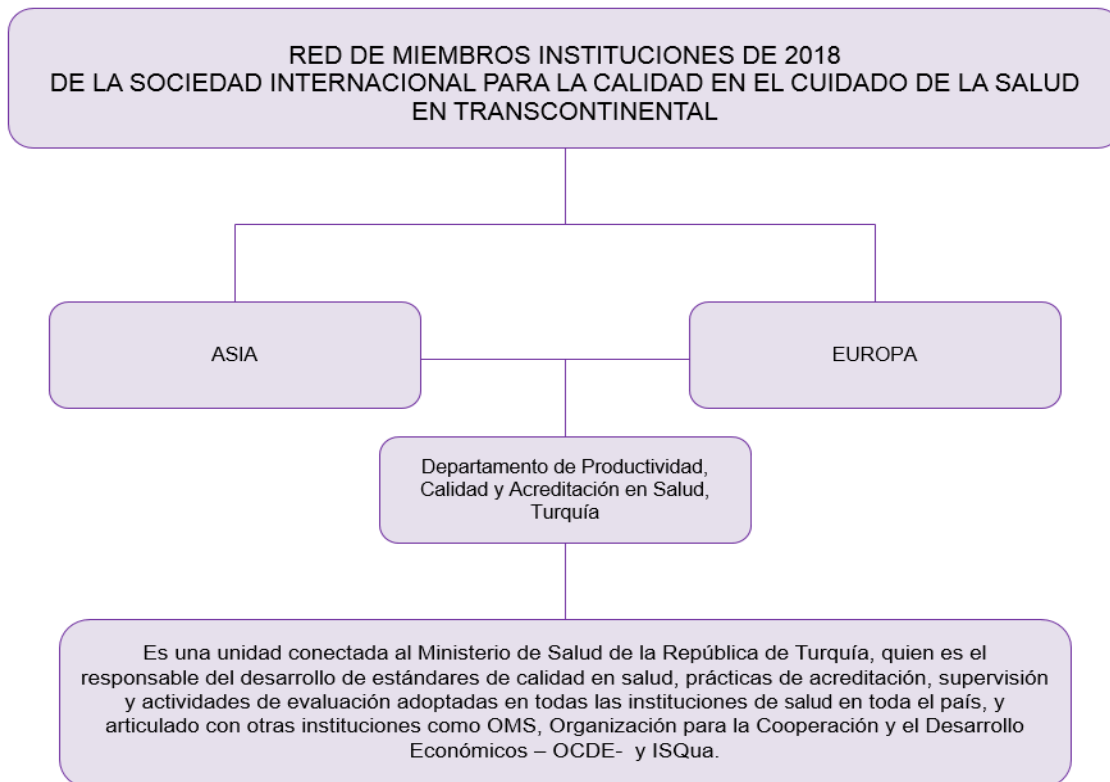 RED DE MIEMBROS INSTITUCIONES DE 2018
DE LA SOCIEDAD INTERNACIONAL PARA LA CALIDAD EN EL CUIDADO DE LA SALUD
EN TRANSCONTINENTAL
ASIA
EUROPA
Departamento de Productividad,
Calidad y Acreditación en Salud,
Turquía
Es una unidad conectada al Ministerio de Salud de la República de Turquía, quien es el
responsable del desarrollo de estándares de calidad en salud, prácticas de acreditación, supervisión
y actividades de evaluación adoptadas en todas las instituciones de salud en toda el país, y
articulado con otras instituciones como OMS, Organización para la Cooperación y el Desarrollo
Económicos – OCDE- y ISQua.